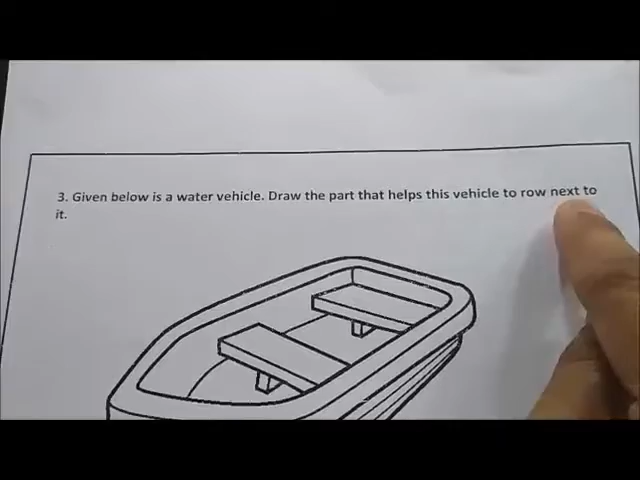 3. Given below is a water vehicle. Draw the part that helps this vehicle to row next to
it.